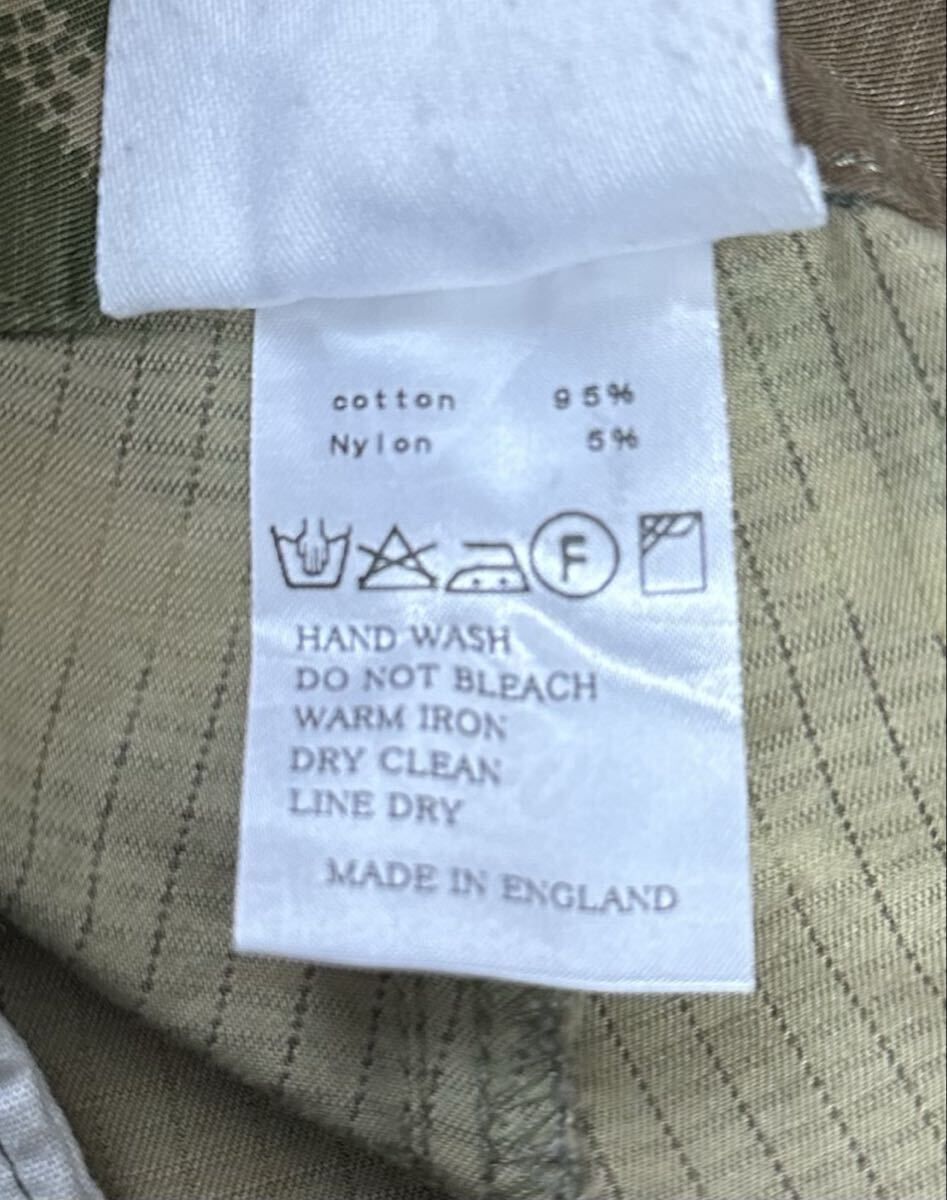 cotton 95%
Nylon 5%
F
HAND WASH
DO NOT BLEACH
WARM IRON
DRY CLEAN
LINE DRY
MADE IN ENGLAND